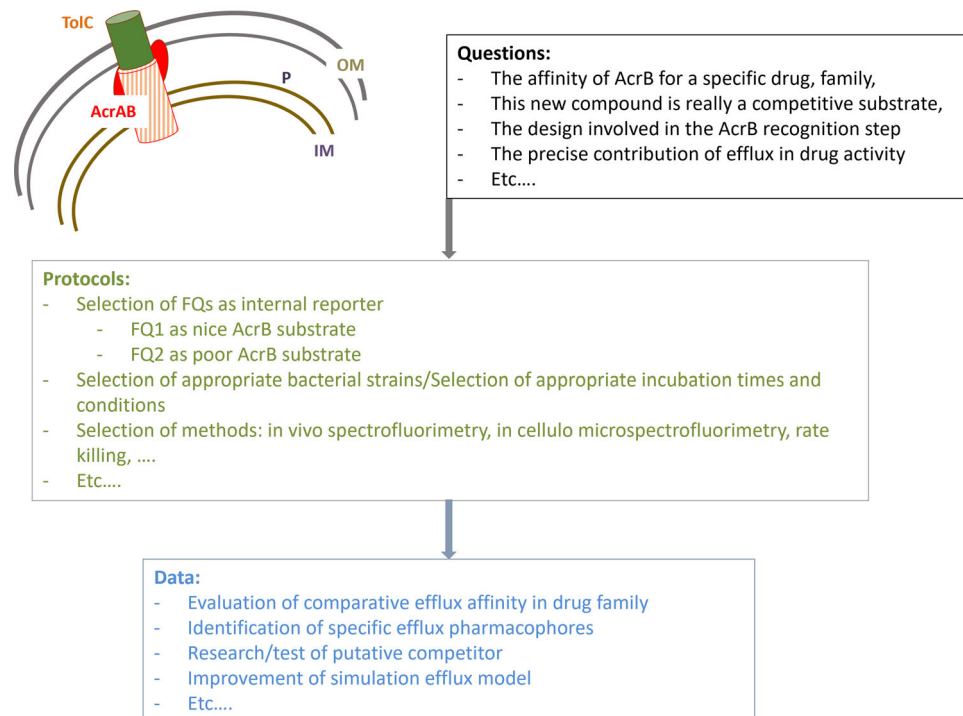 TolC
OM
P
AcrAB
IM
Questions:
- The affinity of AcrB for a specific drug, family,
- This new compound is really a competitive substrate,
- The design involved in the AcrB recognition step
- The precise contribution of efflux in drug activity
- Etc….
Protocols:
- Selection of FQs as internal reporter
- FQ1 as nice AcrB substrate
- FQ2 as poor AcrB substrate
- Selection of appropriate bacterial strains/Selection of appropriate incubation times and
conditions
- Selection of methods: in vivo spectrofluorimetry, in cellulo microspectrofluorimetry, rate
killing, ….
- Etc….
Data:
- Evaluation of comparative efflux affinity in drug family
- Identification of specific efflux pharmacophores
- Research/test of putative competitor
- Improvement of simulation efflux model
- Etc….